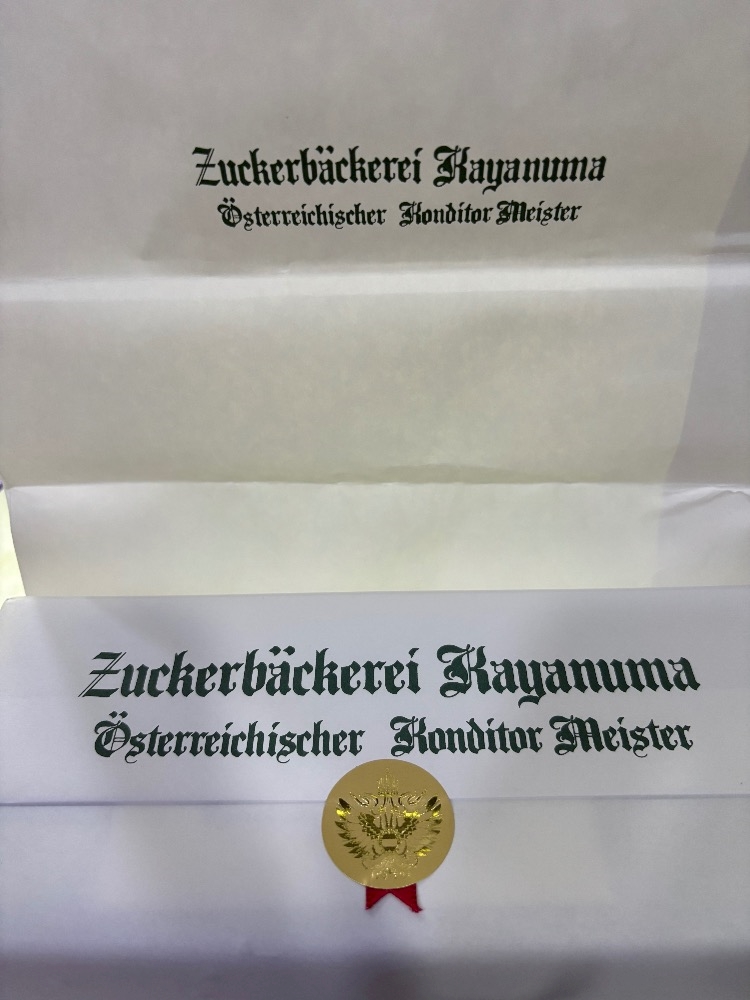 Zuckerbäckerei Kayanuma
Österreichischer Konditor Meister
Zuckerbäckerei Kayanuma
Österreichischer Konditor Meister